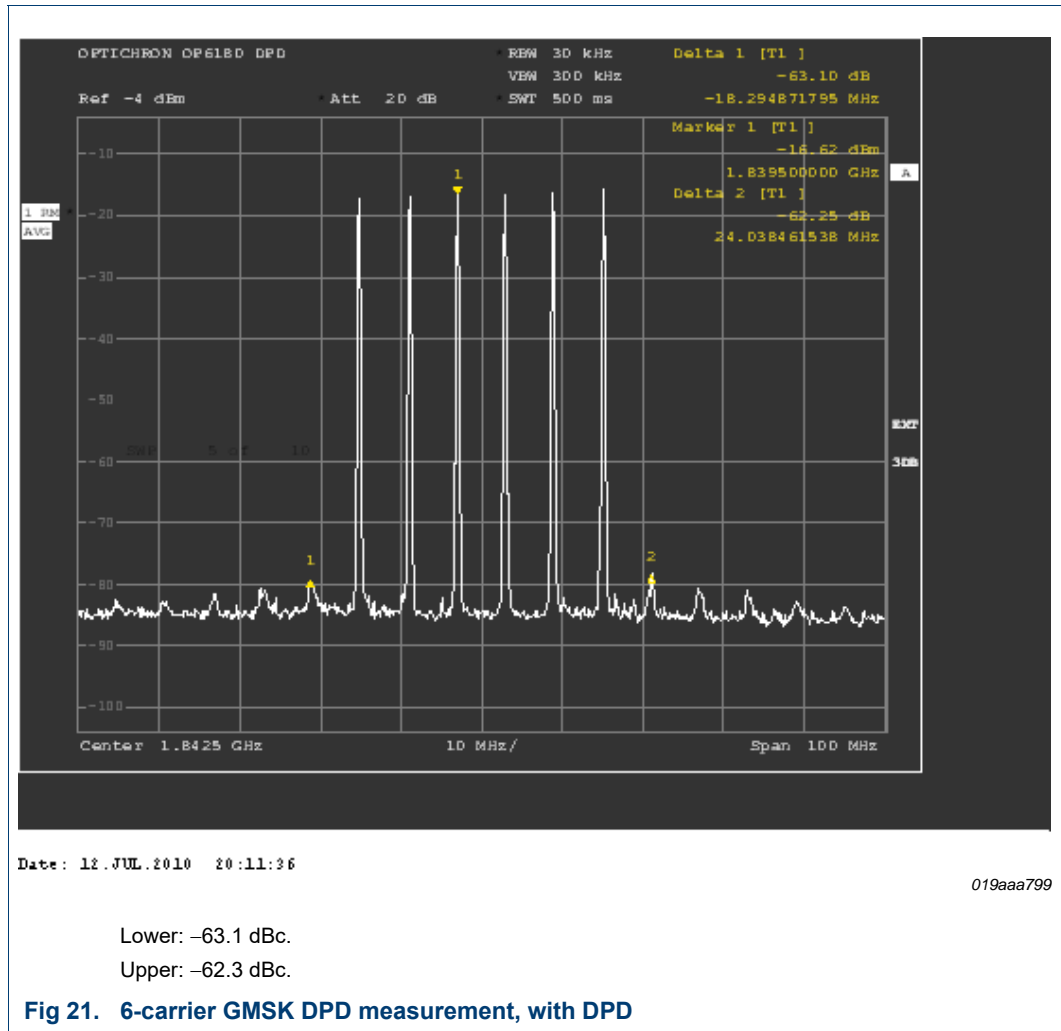 OPTICHRON OP6180 DPD
* RBW 30 kHz
Delta 1 [T1 ]
VBW 300 kHz
-63.10 dB
Ref -4 dBm
* Att 20 dB
* SWT 500 ms
-18.294871795 MHz
Marker 1 [T1 ]
-16.62 dBm
1.839500000 GHz
Delta 2 [T1 ]
-62.25 dB
24.038461538 MHz
A
1 RM *
AVG
-10
-20
-30
-40
-50
-60
-70
-80
-90
-100
1
1
2
SWP 5 of 10
EXT
3DB
Center 1.8425 GHz
10 MHz/
Span 100 MHz
Date: 12.JUL.2010 20:11:36
019aaa799
Lower: −63.1 dBc.
Upper: −62.3 dBc.
Fig 21. 6-carrier GMSK DPD measurement, with DPD